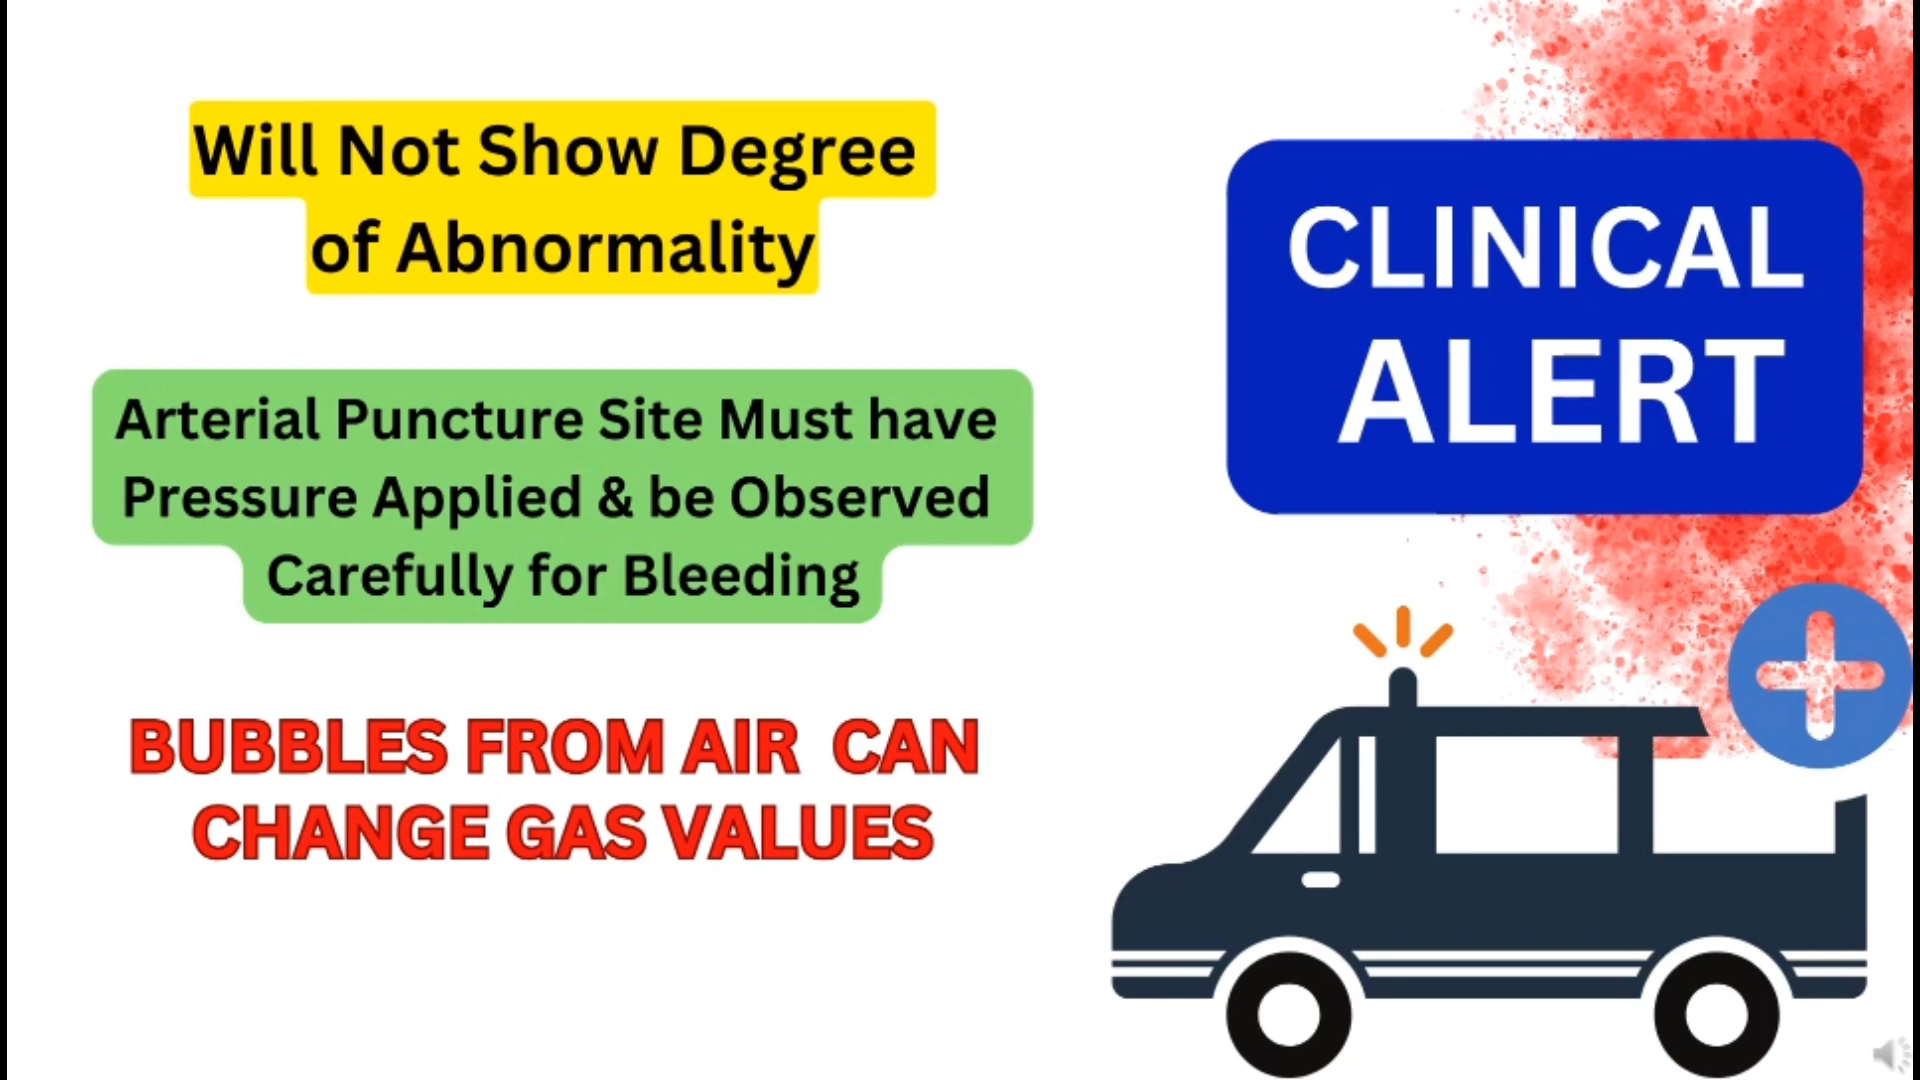 Will Not Show Degree
of Abnormality
Arterial Puncture Site Must have
Pressure Applied & be Observed
Carefully for Bleeding
BUBBLES FROM AIR CAN
CHANGE GAS VALUES
CLINICAL
ALERT